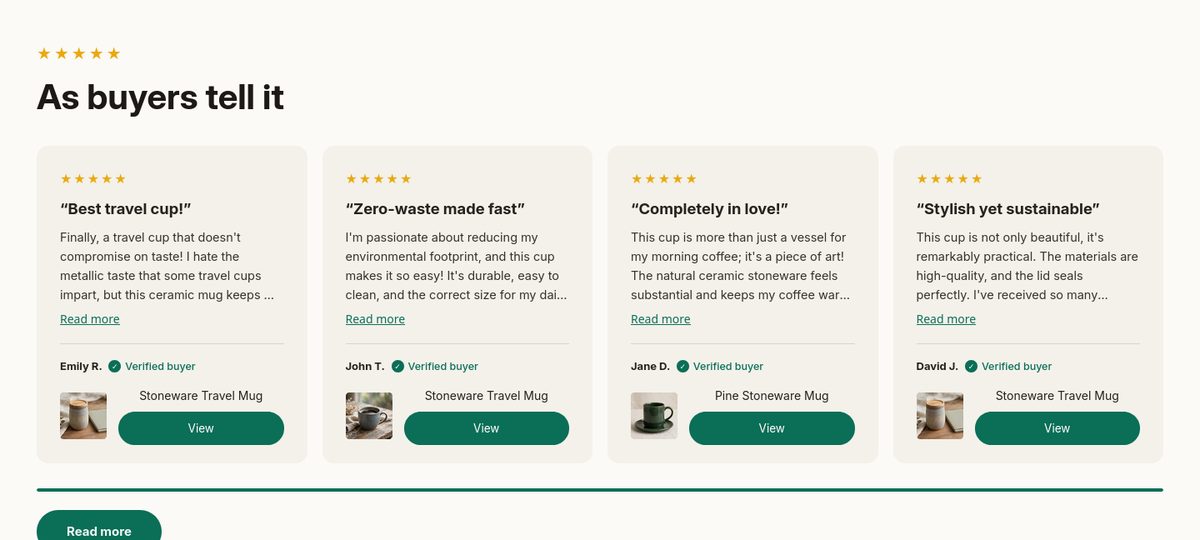 As buyers tell it
“Best travel cup!”
Finally, a travel cup that doesn't
compromise on taste! I hate the
metallic taste that some travel cups
impart, but this ceramic mug keeps ...
Read more
Emily R. Verified buyer
Stoneware Travel Mug
View
“Zero-waste made fast”
I'm passionate about reducing my
environmental footprint, and this cup
makes it so easy! It's durable, easy to
clean, and the correct size for my dai...
Read more
John T. Verified buyer
Stoneware Travel Mug
View
“Completely in love!”
This cup is more than just a vessel for
my morning coffee; it's a piece of art!
The natural ceramic stoneware feels
substantial and keeps my coffee war...
Read more
Jane D. Verified buyer
Pine Stoneware Mug
View
“Stylish yet sustainable”
This cup is not only beautiful, it's
remarkably practical. The materials are
high-quality, and the lid seals
perfectly. I've received so many...
Read more
David J. Verified buyer
Stoneware Travel Mug
View
Read more